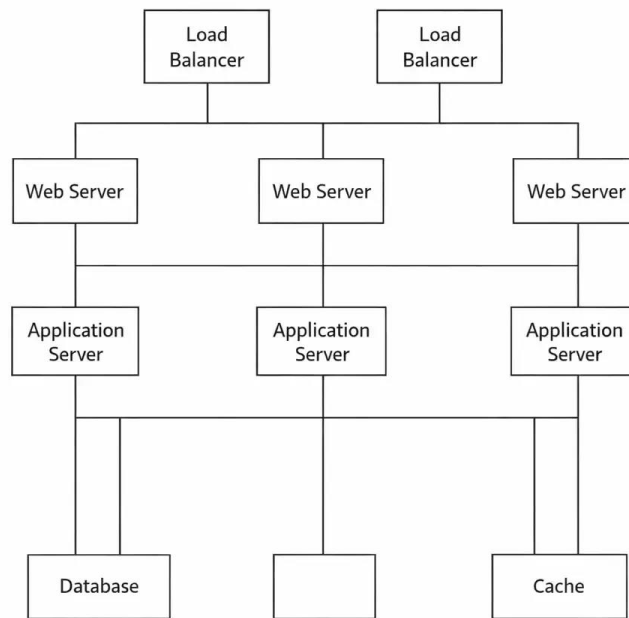 Load
Balancer
Load
Balancer
Web Server
Web Server
Web Server
Application
Server
Application
Server
Application
Server
Database
Cache